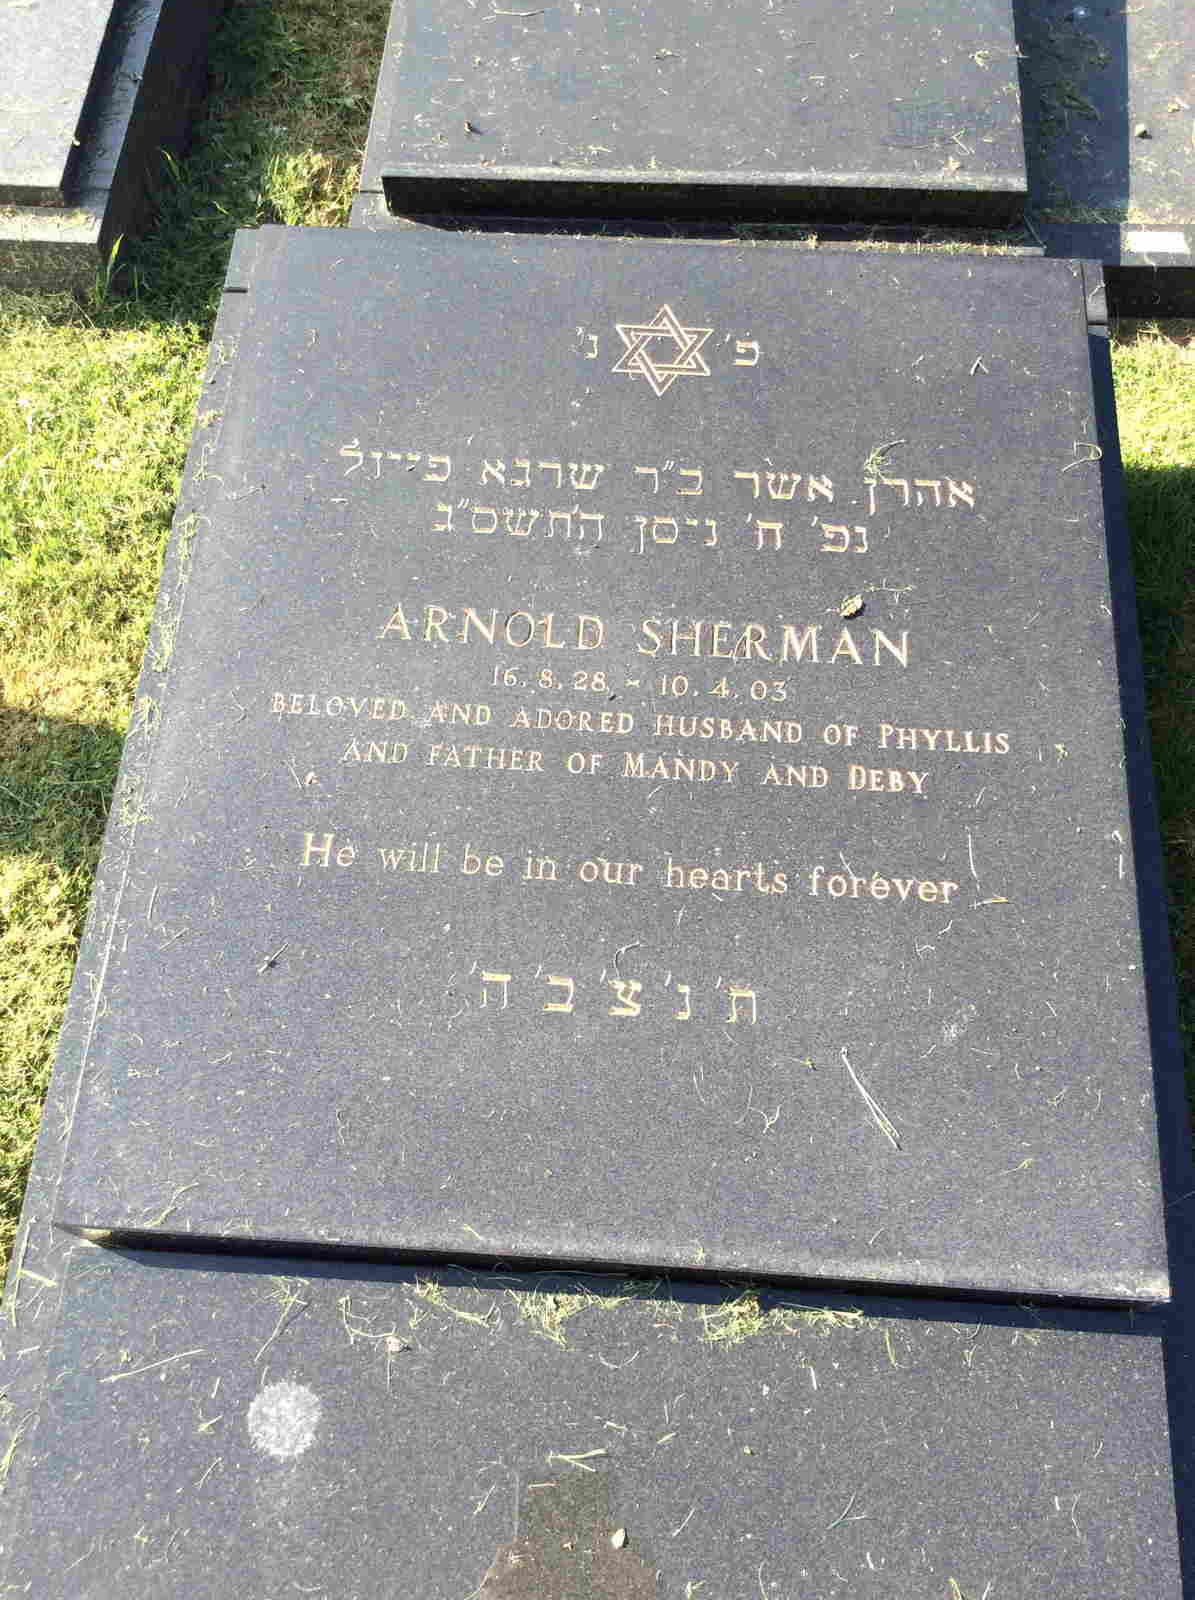 פ' נ'
אהרן אשר ב"ר שרגא פייזל
נפ' ח' ניסן ה'תשס"ג
ARNOLD SHERMAN
16.8.28 - 10.4.03
BELOVED AND ADORED HUSBAND OF PHYLLIS
AND FATHER OF MANDY AND DEBY
He will be in our hearts forever
ת' נ' צ' ב' ה'